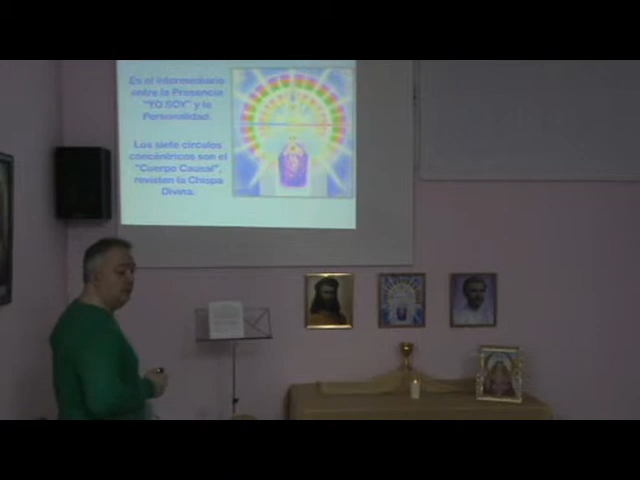 Es el Intermediario
entre la Presencia
"YO SOY" y la
Personalidad.
Los siete círculos
concéntricos son el
"Cuerpo Causal",
revisten la Chispa
Divina.